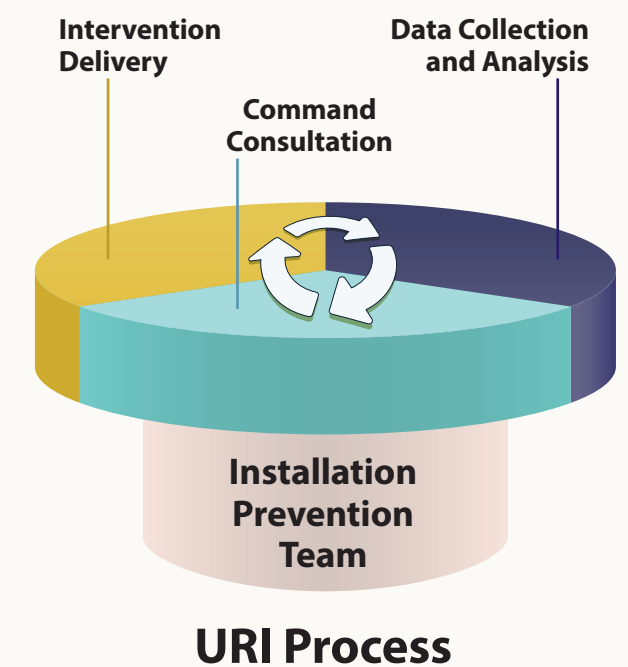 Intervention
Delivery
Data Collection
and Analysis
Command
Consultation
Installation
Prevention
Team
URI Process